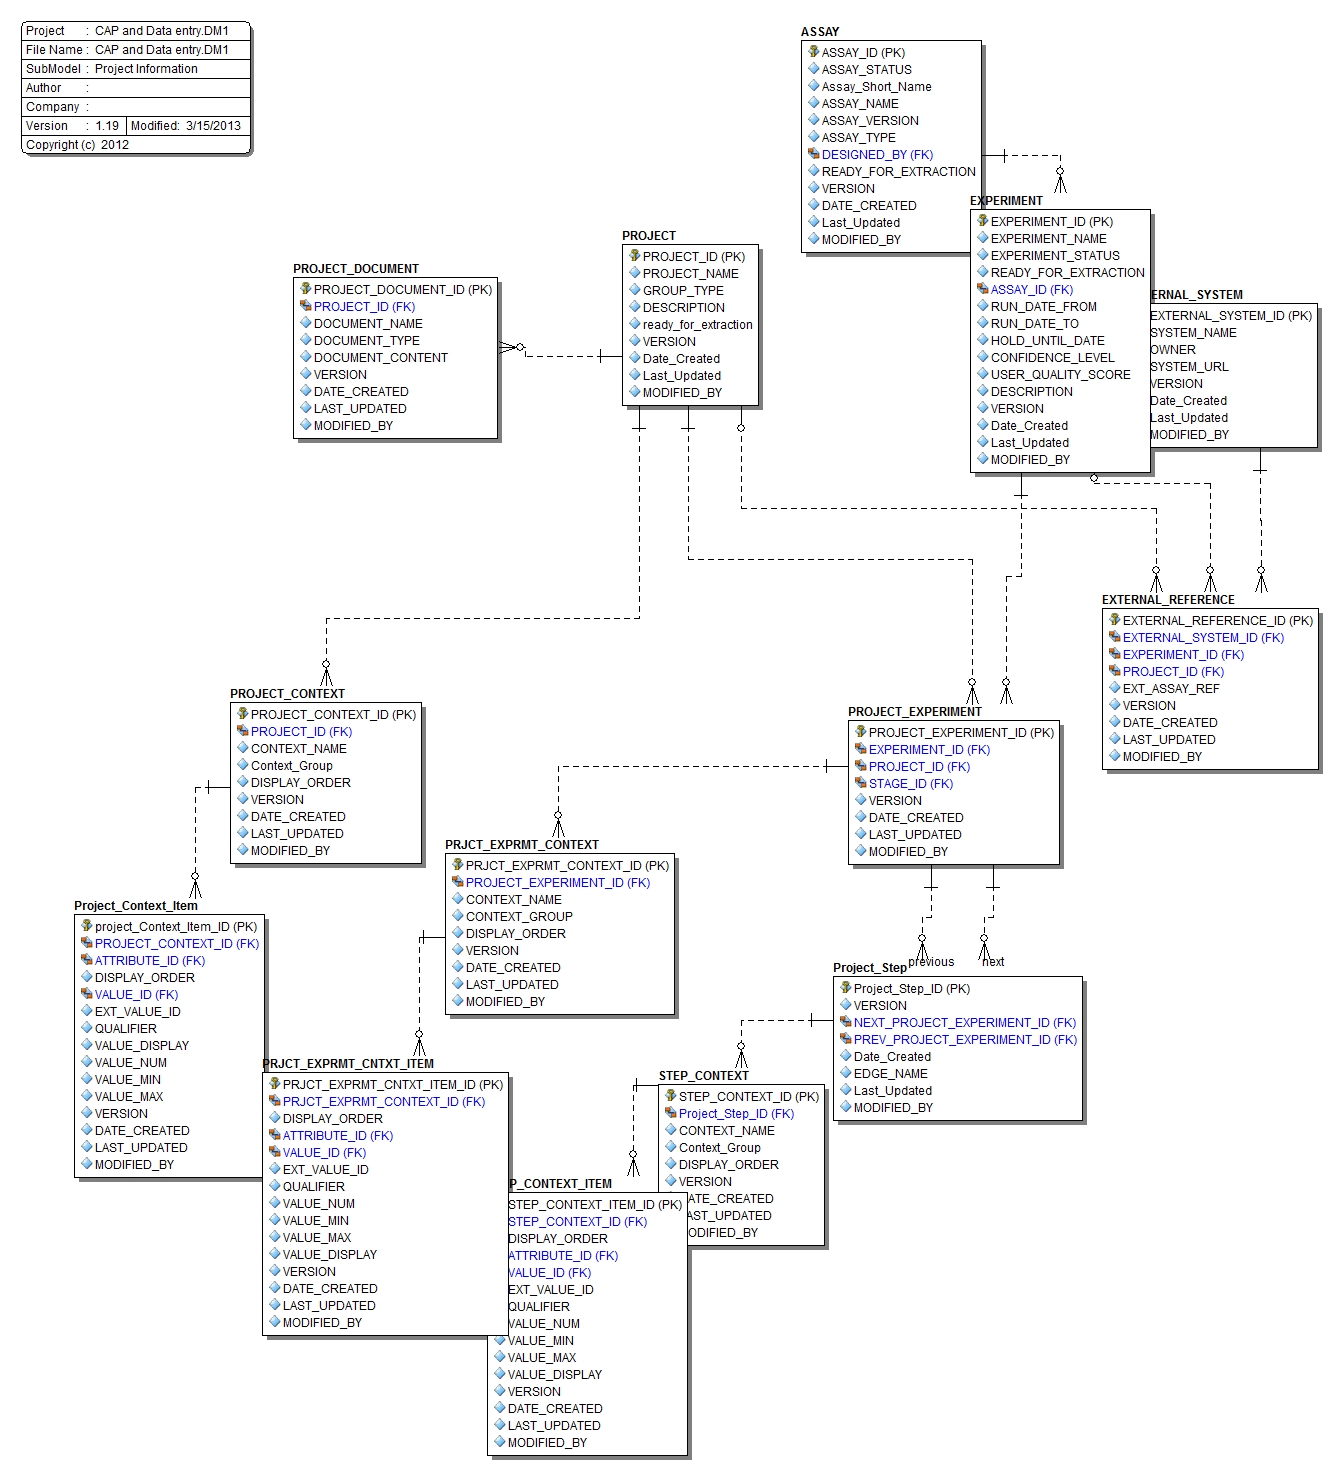 Project : CAP and Data entry.DM1
File Name : CAP and Data entry.DM1
SubModel : Project Information
Author :
Company :
Version : 1.19 Modified: 3/15/2013
Copyright (c) 2012
ASSAY
ASSAY_ID (PK)
ASSAY_STATUS
Assay_Short_Name
ASSAY_NAME
ASSAY_VERSION
ASSAY_TYPE
DESIGNED_BY (FK)
READY_FOR_EXTRACTION
VERSION
DATE_CREATED
Last_Updated
MODIFIED_BY
EXPERIMENT
EXPERIMENT_ID (PK)
EXPERIMENT_NAME
EXPERIMENT_STATUS
READY_FOR_EXTRACTION
ASSAY_ID (FK)
RUN_DATE_FROM
RUN_DATE_TO
HOLD_UNTIL_DATE
CONFIDENCE_LEVEL
USER_QUALITY_SCORE
DESCRIPTION
VERSION
Date_Created
Last_Updated
MODIFIED_BY
ERNAL_SYSTEM
EXTERNAL_SYSTEM_ID (PK)
SYSTEM_NAME
OWNER
SYSTEM_URL
VERSION
Date_Created
Last_Updated
MODIFIED_BY
PROJECT
PROJECT_ID (PK)
PROJECT_NAME
GROUP_TYPE
DESCRIPTION
ready_for_extraction
VERSION
Date_Created
Last_Updated
MODIFIED_BY
PROJECT_DOCUMENT
PROJECT_DOCUMENT_ID (PK)
PROJECT_ID (FK)
DOCUMENT_NAME
DOCUMENT_TYPE
DOCUMENT_CONTENT
VERSION
DATE_CREATED
LAST_UPDATED
MODIFIED_BY
EXTERNAL_REFERENCE
EXTERNAL_REFERENCE_ID (PK)
EXTERNAL_SYSTEM_ID (FK)
EXPERIMENT_ID (FK)
PROJECT_ID (FK)
EXT_ASSAY_REF
VERSION
DATE_CREATED
LAST_UPDATED
MODIFIED_BY
PROJECT_CONTEXT
PROJECT_CONTEXT_ID (PK)
PROJECT_ID (FK)
CONTEXT_NAME
Context_Group
DISPLAY_ORDER
VERSION
DATE_CREATED
LAST_UPDATED
MODIFIED_BY
PROJECT_EXPERIMENT
PROJECT_EXPERIMENT_ID (PK)
EXPERIMENT_ID (FK)
PROJECT_ID (FK)
STAGE_ID (FK)
VERSION
DATE_CREATED
LAST_UPDATED
MODIFIED_BY
PRJCT_EXPRMT_CONTEXT
PRJCT_EXPRMT_CONTEXT_ID (PK)
PROJECT_EXPERIMENT_ID (FK)
CONTEXT_NAME
CONTEXT_GROUP
DISPLAY_ORDER
VERSION
DATE_CREATED
LAST_UPDATED
MODIFIED_BY
Project_Context_Item
project_Context_Item_ID (PK)
PROJECT_CONTEXT_ID (FK)
ATTRIBUTE_ID (FK)
DISPLAY_ORDER
VALUE_ID (FK)
EXT_VALUE_ID
QUALIFIER
VALUE_DISPLAY
VALUE_NUM
VALUE_MIN
VALUE_MAX
VERSION
DATE_CREATED
LAST_UPDATED
MODIFIED_BY
previous
next
Project_Step
Project_Step_ID (PK)
VERSION
NEXT_PROJECT_EXPERIMENT_ID (FK)
PREV_PROJECT_EXPERIMENT_ID (FK)
Date_Created
EDGE_NAME
Last_Updated
MODIFIED_BY
PRJCT_EXPRMT_CNTXT_ITEM
PRJCT_EXPRMT_CNTXT_ITEM_ID (PK)
PRJCT_EXPRMT_CONTEXT_ID (FK)
DISPLAY_ORDER
ATTRIBUTE_ID (FK)
VALUE_ID (FK)
EXT_VALUE_ID
QUALIFIER
VALUE_NUM
VALUE_MIN
VALUE_MAX
VALUE_DISPLAY
VERSION
DATE_CREATED
LAST_UPDATED
MODIFIED_BY
STEP_CONTEXT
STEP_CONTEXT_ID (PK)
Project_Step_ID (FK)
CONTEXT_NAME
Context_Group
DISPLAY_ORDER
VERSION
ATE_CREATED
AST_UPDATED
ODIFIED_BY
P_CONTEXT_ITEM
STEP_CONTEXT_ITEM_ID (PK)
STEP_CONTEXT_ID (FK)
DISPLAY_ORDER
ATTRIBUTE_ID (FK)
VALUE_ID (FK)
EXT_VALUE_ID
QUALIFIER
VALUE_NUM
VALUE_MIN
VALUE_MAX
VALUE_DISPLAY
VERSION
DATE_CREATED
LAST_UPDATED
MODIFIED_BY